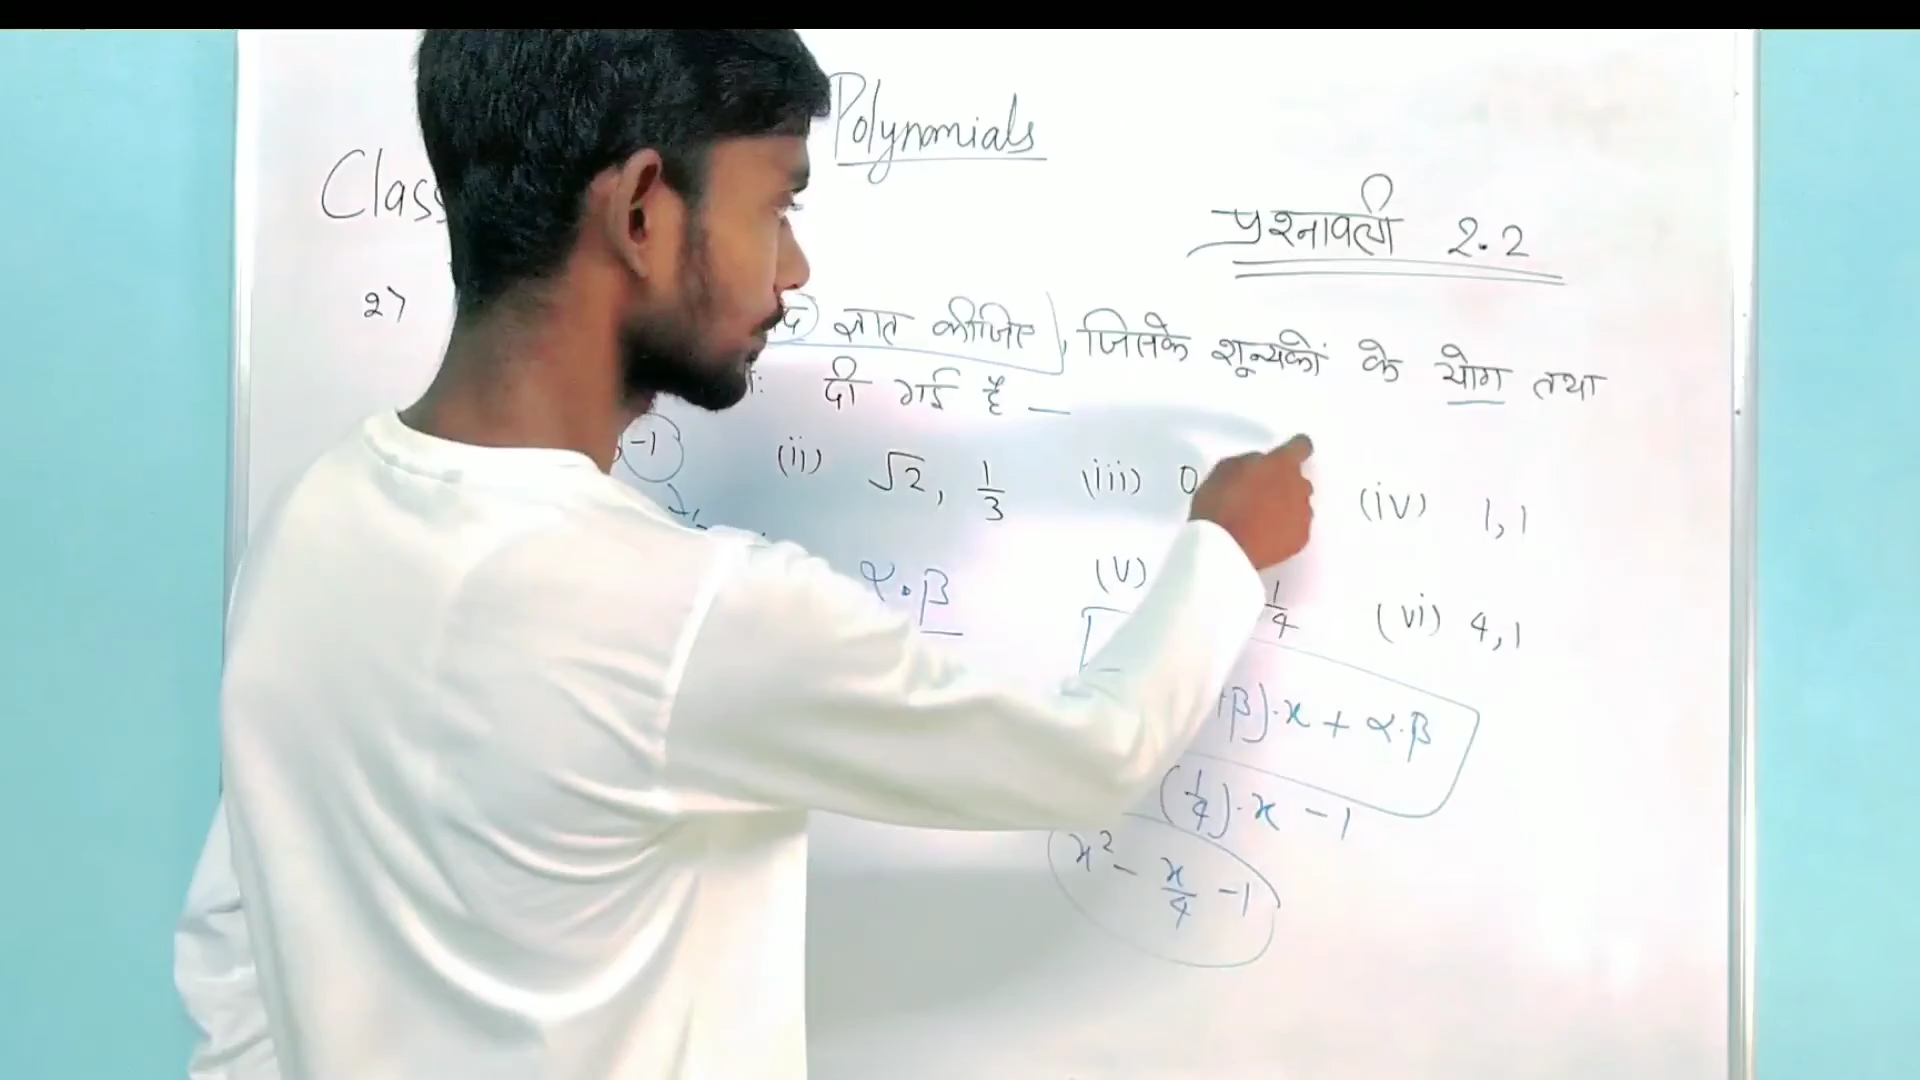 Polynomials
Class
प्रश्नावली 2.2
2) ज्ञात कीजिए, जिसके शून्यकों के योग तथा
दी गई है —
-1 (ii) √2, 1/3 (iii) 0 (iv) 1, 1
α.β (v) 1/4 (vi) 4, 1
β).x + α.β
(1/4).x - 1
x² - x/4 - 1